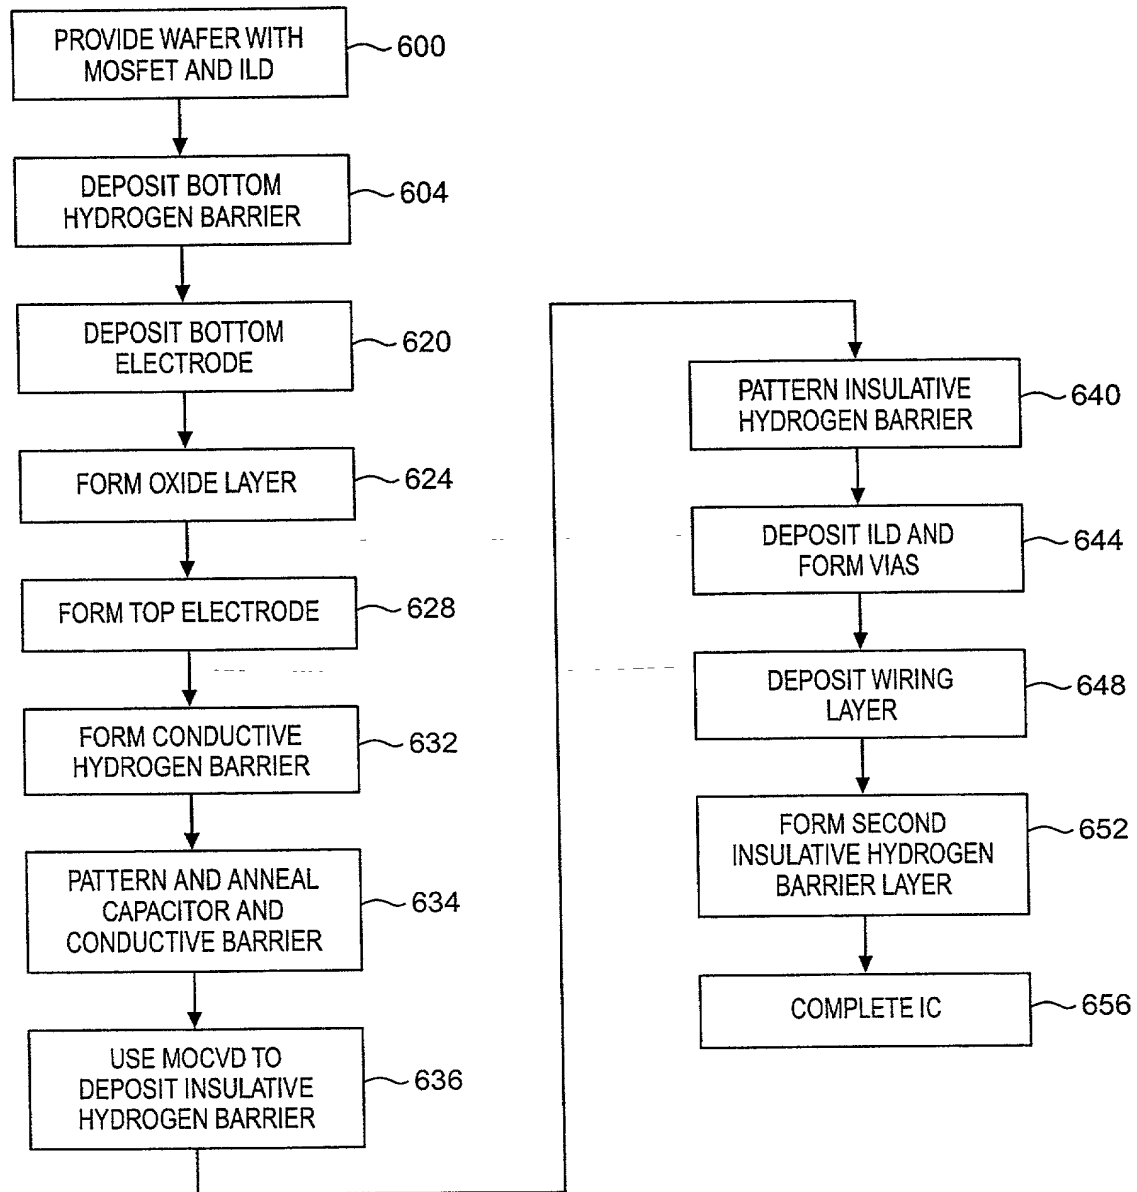 PROVIDE WAFER WITH
MOSFET AND ILD
600
DEPOSIT BOTTOM
HYDROGEN BARRIER
604
DEPOSIT BOTTOM
ELECTRODE
620
FORM OXIDE LAYER
624
FORM TOP ELECTRODE
628
FORM CONDUCTIVE
HYDROGEN BARRIER
632
PATTERN AND ANNEAL
CAPACITOR AND
CONDUCTIVE BARRIER
634
USE MOCVD TO
DEPOSIT INSULATIVE
HYDROGEN BARRIER
636
PATTERN INSULATIVE
HYDROGEN BARRIER
640
DEPOSIT ILD AND
FORM VIAS
644
DEPOSIT WIRING
LAYER
648
FORM SECOND
INSULATIVE HYDROGEN
BARRIER LAYER
652
COMPLETE IC
656